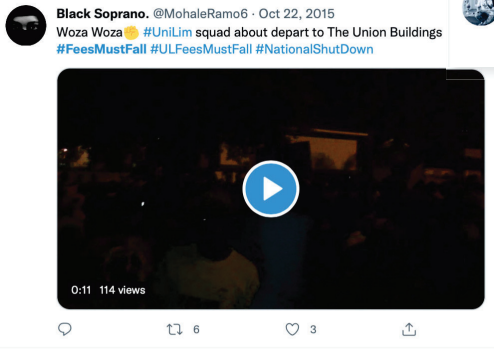 Black Soprano. @MohaleRamo6 · Oct 22, 2015
Woza Woza✊ #UniLim squad about depart to The Union Buildings
#FeesMustFall #ULFeesMustFall #NationalShutDown
0:11 114 views
6 3